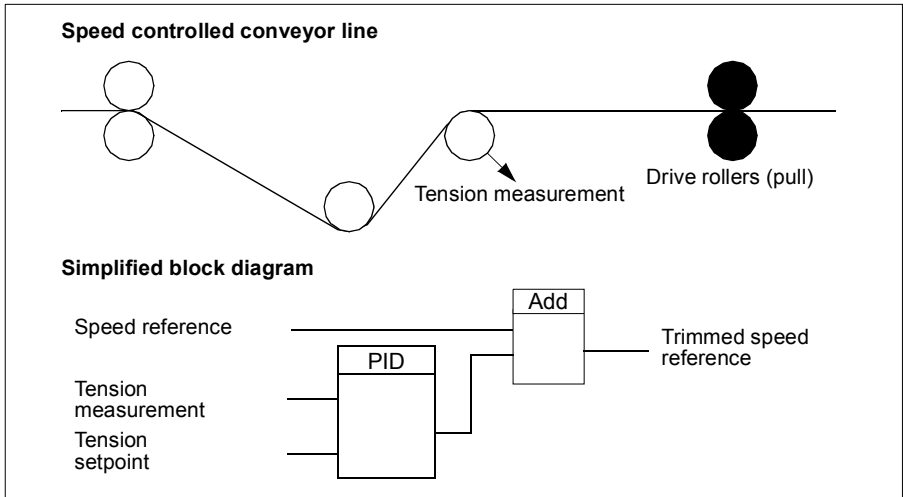 Speed controlled conveyor line
Tension measurement
Drive rollers (pull)
Simplified block diagram
Add
Speed reference
Trimmed speed
reference
PID
Tension
measurement
Tension
setpoint